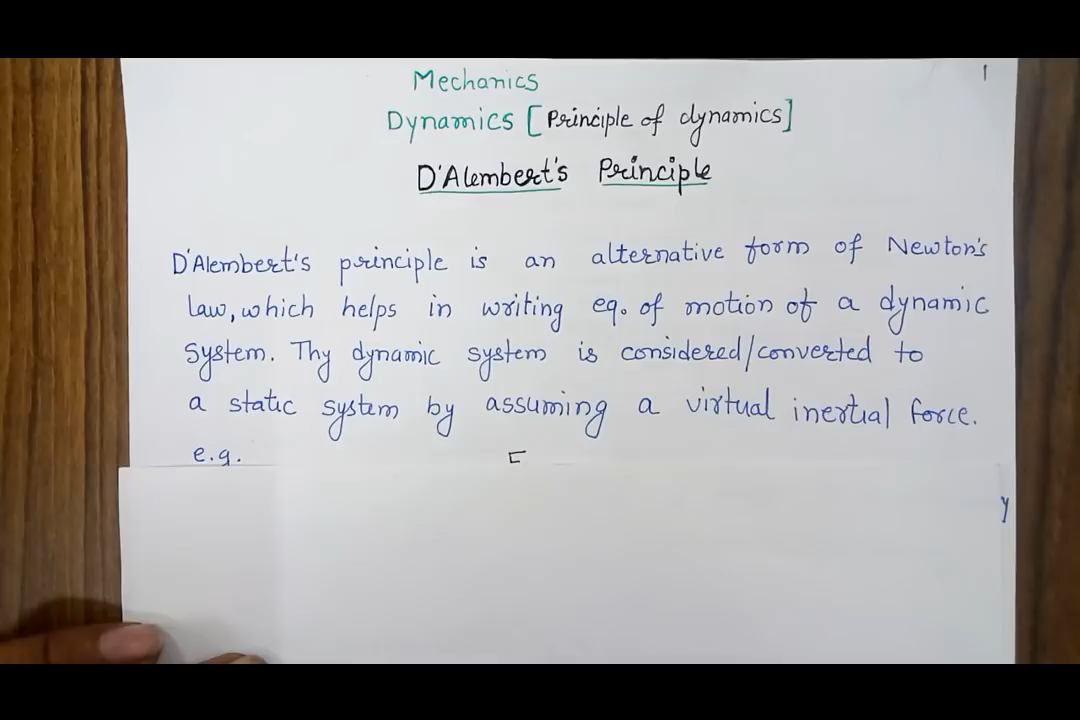 1
Mechanics
Dynamics [Principle of dynamics]
D'Alembert's Principle
D'Alembert's principle is an alternative form of Newton's
law, which helps in writing eq. of motion of a dynamic
system. Thy dynamic system is considered/converted to
a static system by assuming a virtual inertial force.
e.g.
y